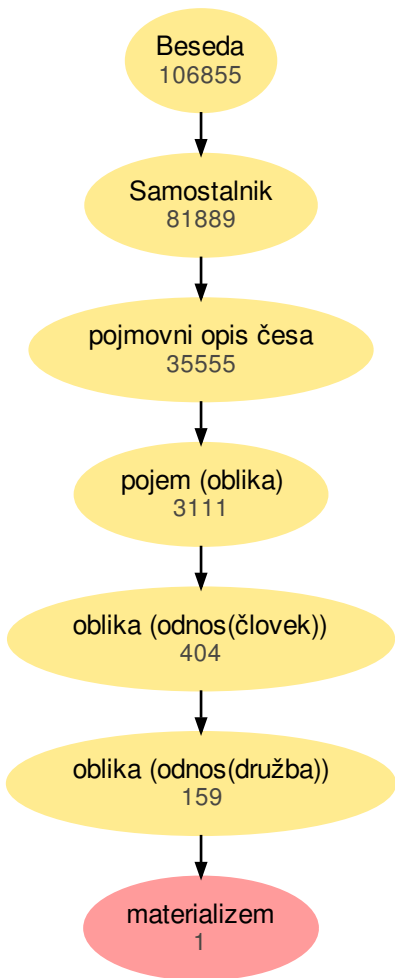 Beseda
106855
Samostalnik
81889
pojmovni opis česa
35555
pojem (oblika)
3111
oblika (odnos(človek))
404
oblika (odnos(družba))
159
materializem
1